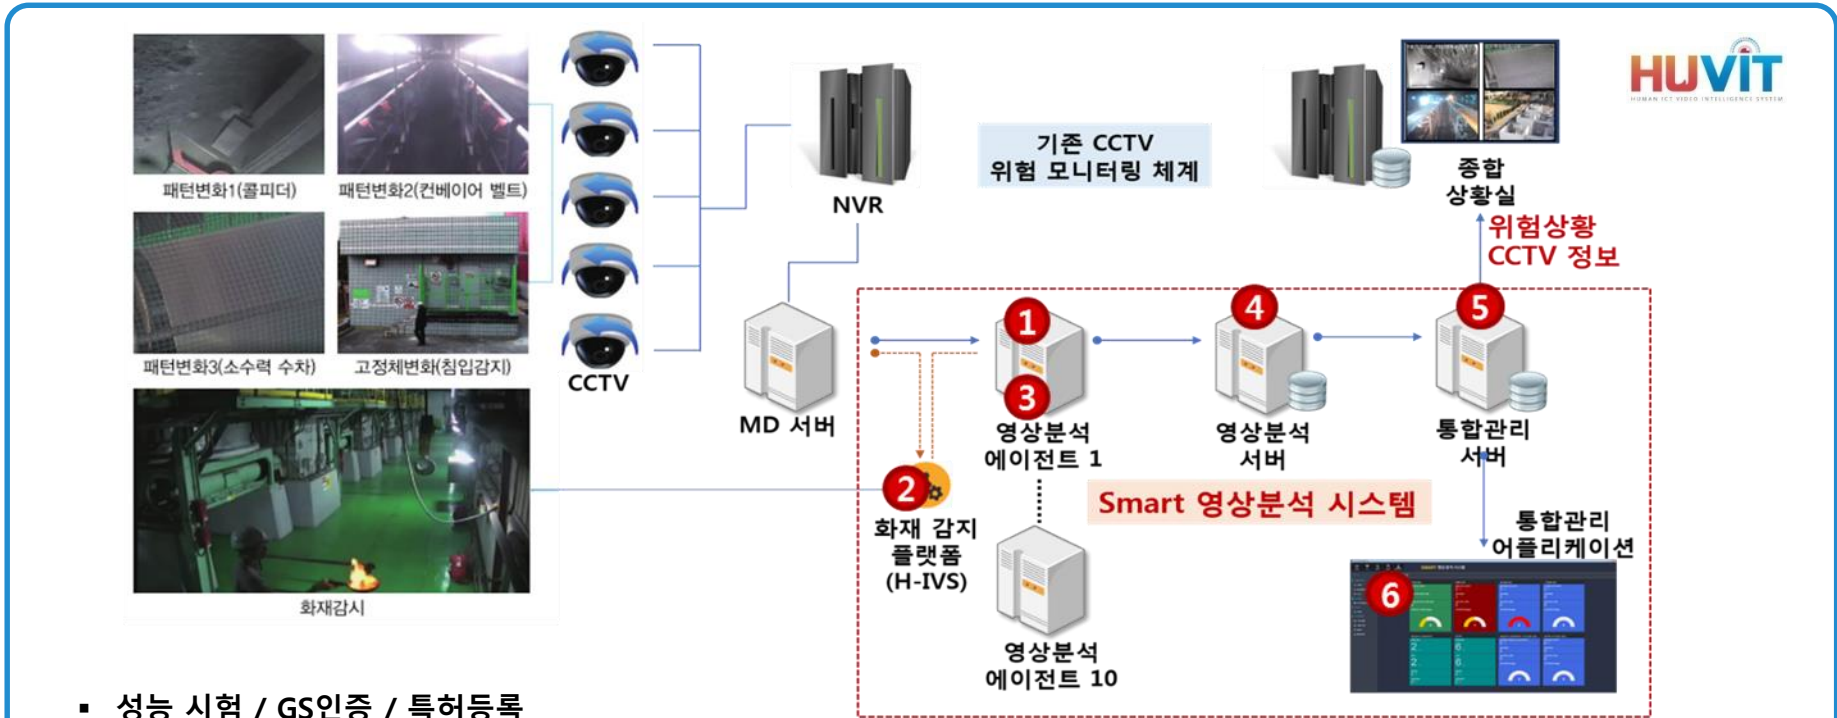 HUVIT
HUMAN ICT VIDEO INTELLIGENCE SYSTEM
패턴변화1(콜피더)
패턴변화2(컨베이어 벨트)
패턴변화3(소수력 수차)
고정체변화(침입감지)
화재감시
CCTV
NVR
기존 CCTV
위험 모니터링 체계
종합
상황실
위험상황
CCTV 정보
MD 서버
1
3
영상분석
에이전트 1
4
영상분석
서버
5
통합관리
서버
2
화재 감지
플랫폼
(H-IVS)
Smart 영상분석 시스템
영상분석
에이전트 10
통합관리
어플리케이션
6
▪ 성능 시험 / GS인증 / 특허등록